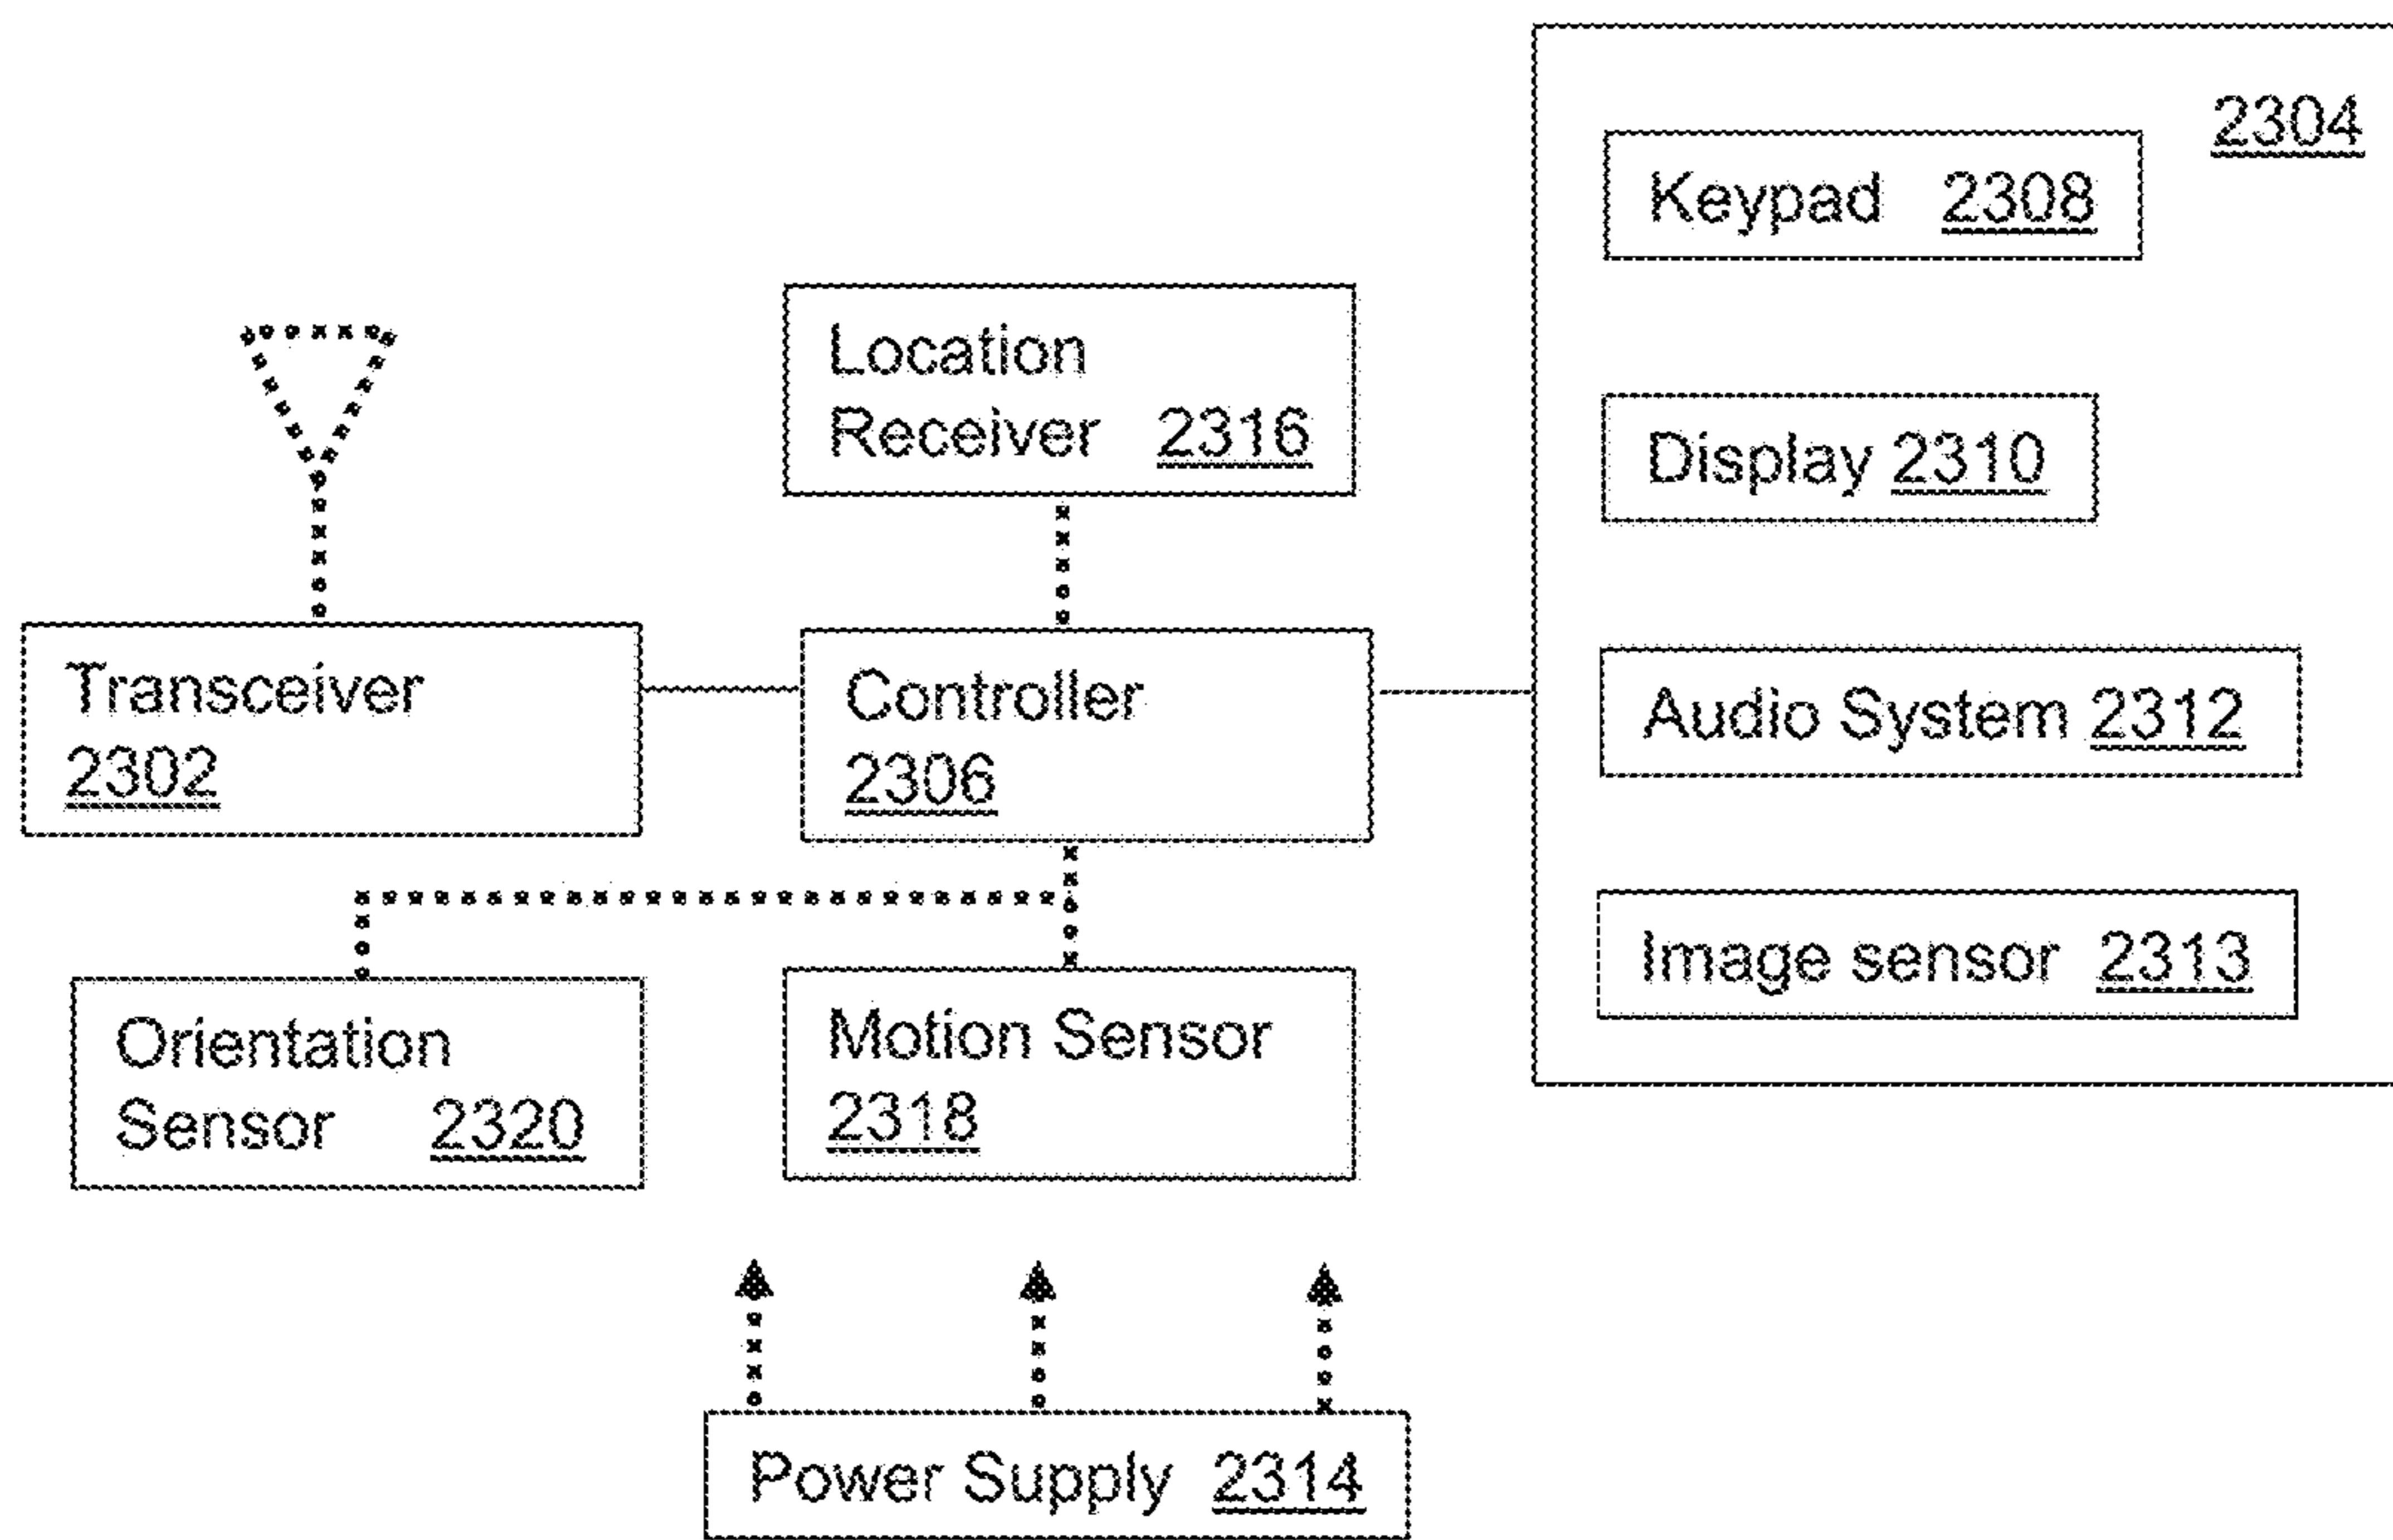 2304
Keypad 2308
Location
Receiver 2316
Display 2310
Transceiver
2302
Controller
2306
Audio System 2312
Image sensor 2313
Orientation
Sensor 2320
Motion Sensor
2318
Power Supply 2314